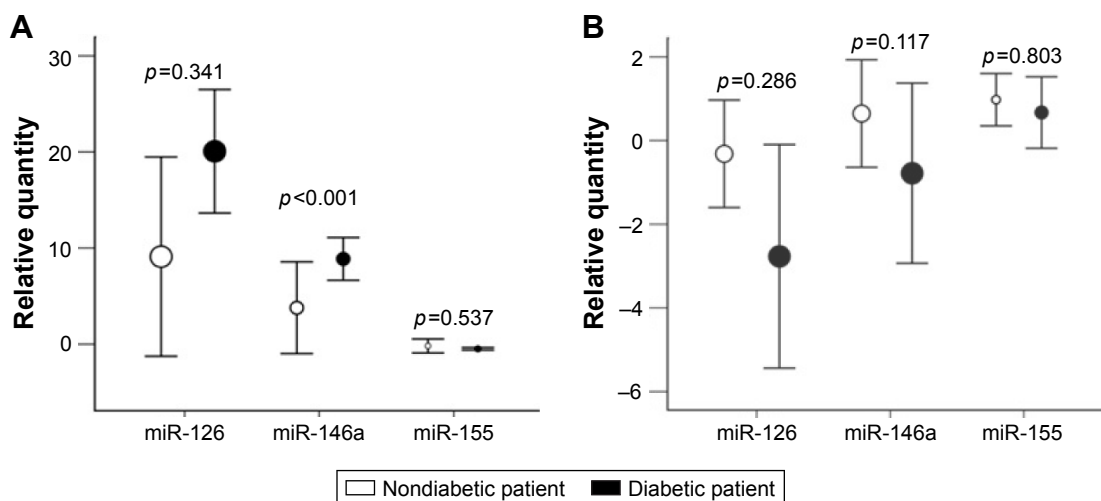 A
Relative quantity
30
20
10
0
p=0.341
p<0.001
p=0.537
miR-126
miR-146a
miR-155
B
Relative quantity
2
0
–2
–4
–6
p=0.286
p=0.117
p=0.803
miR-126
miR-146a
miR-155
Nondiabetic patient
Diabetic patient